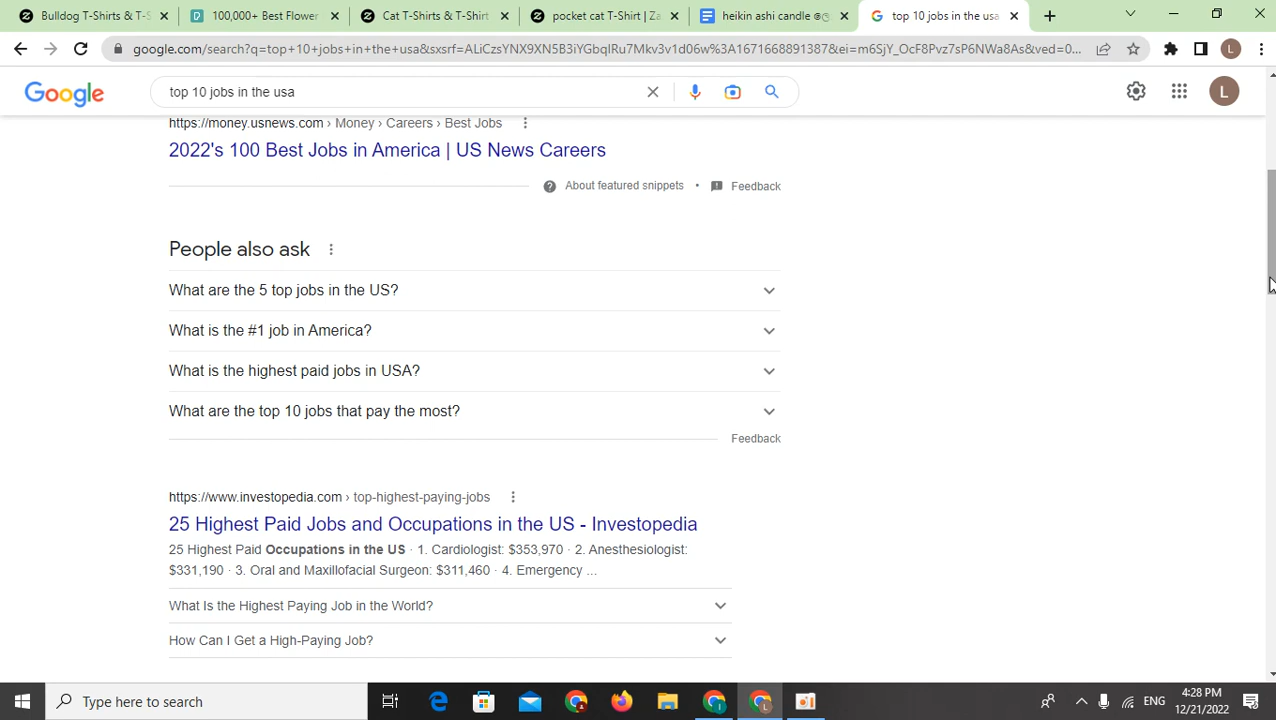 Bulldog T-Shirts & T-S
100,000+ Best Flower
Cat T-Shirts & T-Shirt
pocket cat T-Shirt | Za
heikin ashi candle
top 10 jobs in the usa
google.com/search?q=top+10+jobs+in+the+usa&sxsrf=ALiCzsYNX9XN5B3iYGbqIRu7Mkv3v1d06w%3A1671668891387&ei=m6SjY_OcF8Pvz7sP6NWa8As&ved=0...
L
Google
top 10 jobs in the usa
L
https://money.usnews.com › Money › Careers › Best Jobs
2022's 100 Best Jobs in America | US News Careers
About featured snippets • Feedback
People also ask
What are the 5 top jobs in the US?
What is the #1 job in America?
What is the highest paid jobs in USA?
What are the top 10 jobs that pay the most?
Feedback
https://www.investopedia.com › top-highest-paying-jobs
25 Highest Paid Jobs and Occupations in the US - Investopedia
25 Highest Paid Occupations in the US · 1. Cardiologist: $353,970 · 2. Anesthesiologist:
$331,190 · 3. Oral and Maxillofacial Surgeon: $311,460 · 4. Emergency ...
What Is the Highest Paying Job in the World?
How Can I Get a High-Paying Job?
Type here to search
ENG
4:28 PM
12/21/2022